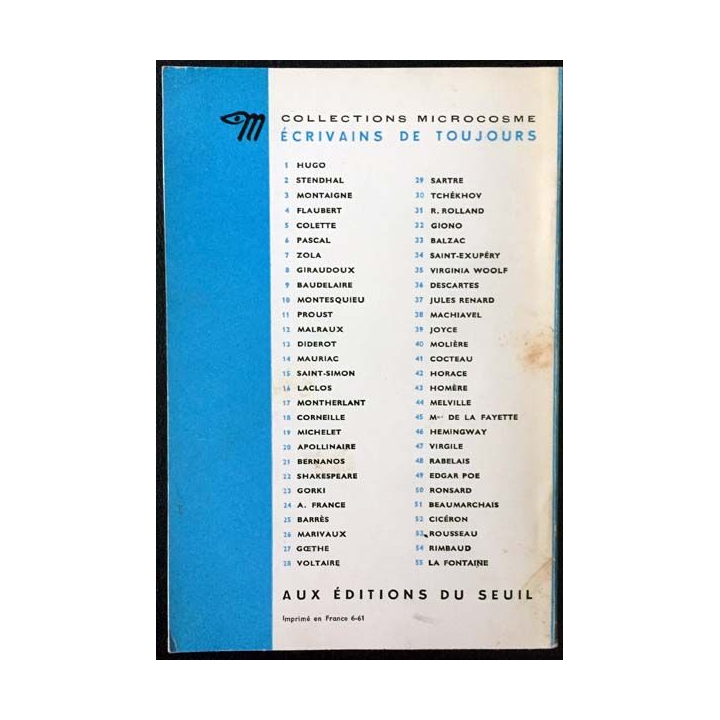 COLLECTIONS MICROCOSME
ÉCRIVAINS DE TOUJOURS
1 HUGO
2 STENDHAL
3 MONTAIGNE
4 FLAUBERT
5 COLETTE
6 PASCAL
7 ZOLA
8 GIRAUDOUX
9 BAUDELAIRE
10 MONTESQUIEU
11 PROUST
12 MALRAUX
13 DIDEROT
14 MAURIAC
15 SAINT-SIMON
16 LACLOS
17 MONTHERLANT
18 CORNEILLE
19 MICHELET
20 APOLLINAIRE
21 BERNANOS
22 SHAKESPEARE
23 GORKI
24 A. FRANCE
25 BARRÈS
26 MARIVAUX
27 GŒTHE
28 VOLTAIRE
29 SARTRE
30 TCHÉKHOV
31 R. ROLLAND
32 GIONO
33 BALZAC
34 SAINT-EXUPÉRY
35 VIRGINIA WOOLF
36 DESCARTES
37 JULES RENARD
38 MACHIAVEL
39 JOYCE
40 MOLIÈRE
41 COCTEAU
42 HORACE
43 HOMÈRE
44 MELVILLE
45 Mme DE LA FAYETTE
46 HEMINGWAY
47 VIRGILE
48 RABELAIS
49 EDGAR POE
50 RONSARD
51 BEAUMARCHAIS
52 CICÉRON
53 ROUSSEAU
54 RIMBAUD
55 LA FONTAINE
AUX ÉDITIONS DU SEUIL
Imprimé en France 6-61